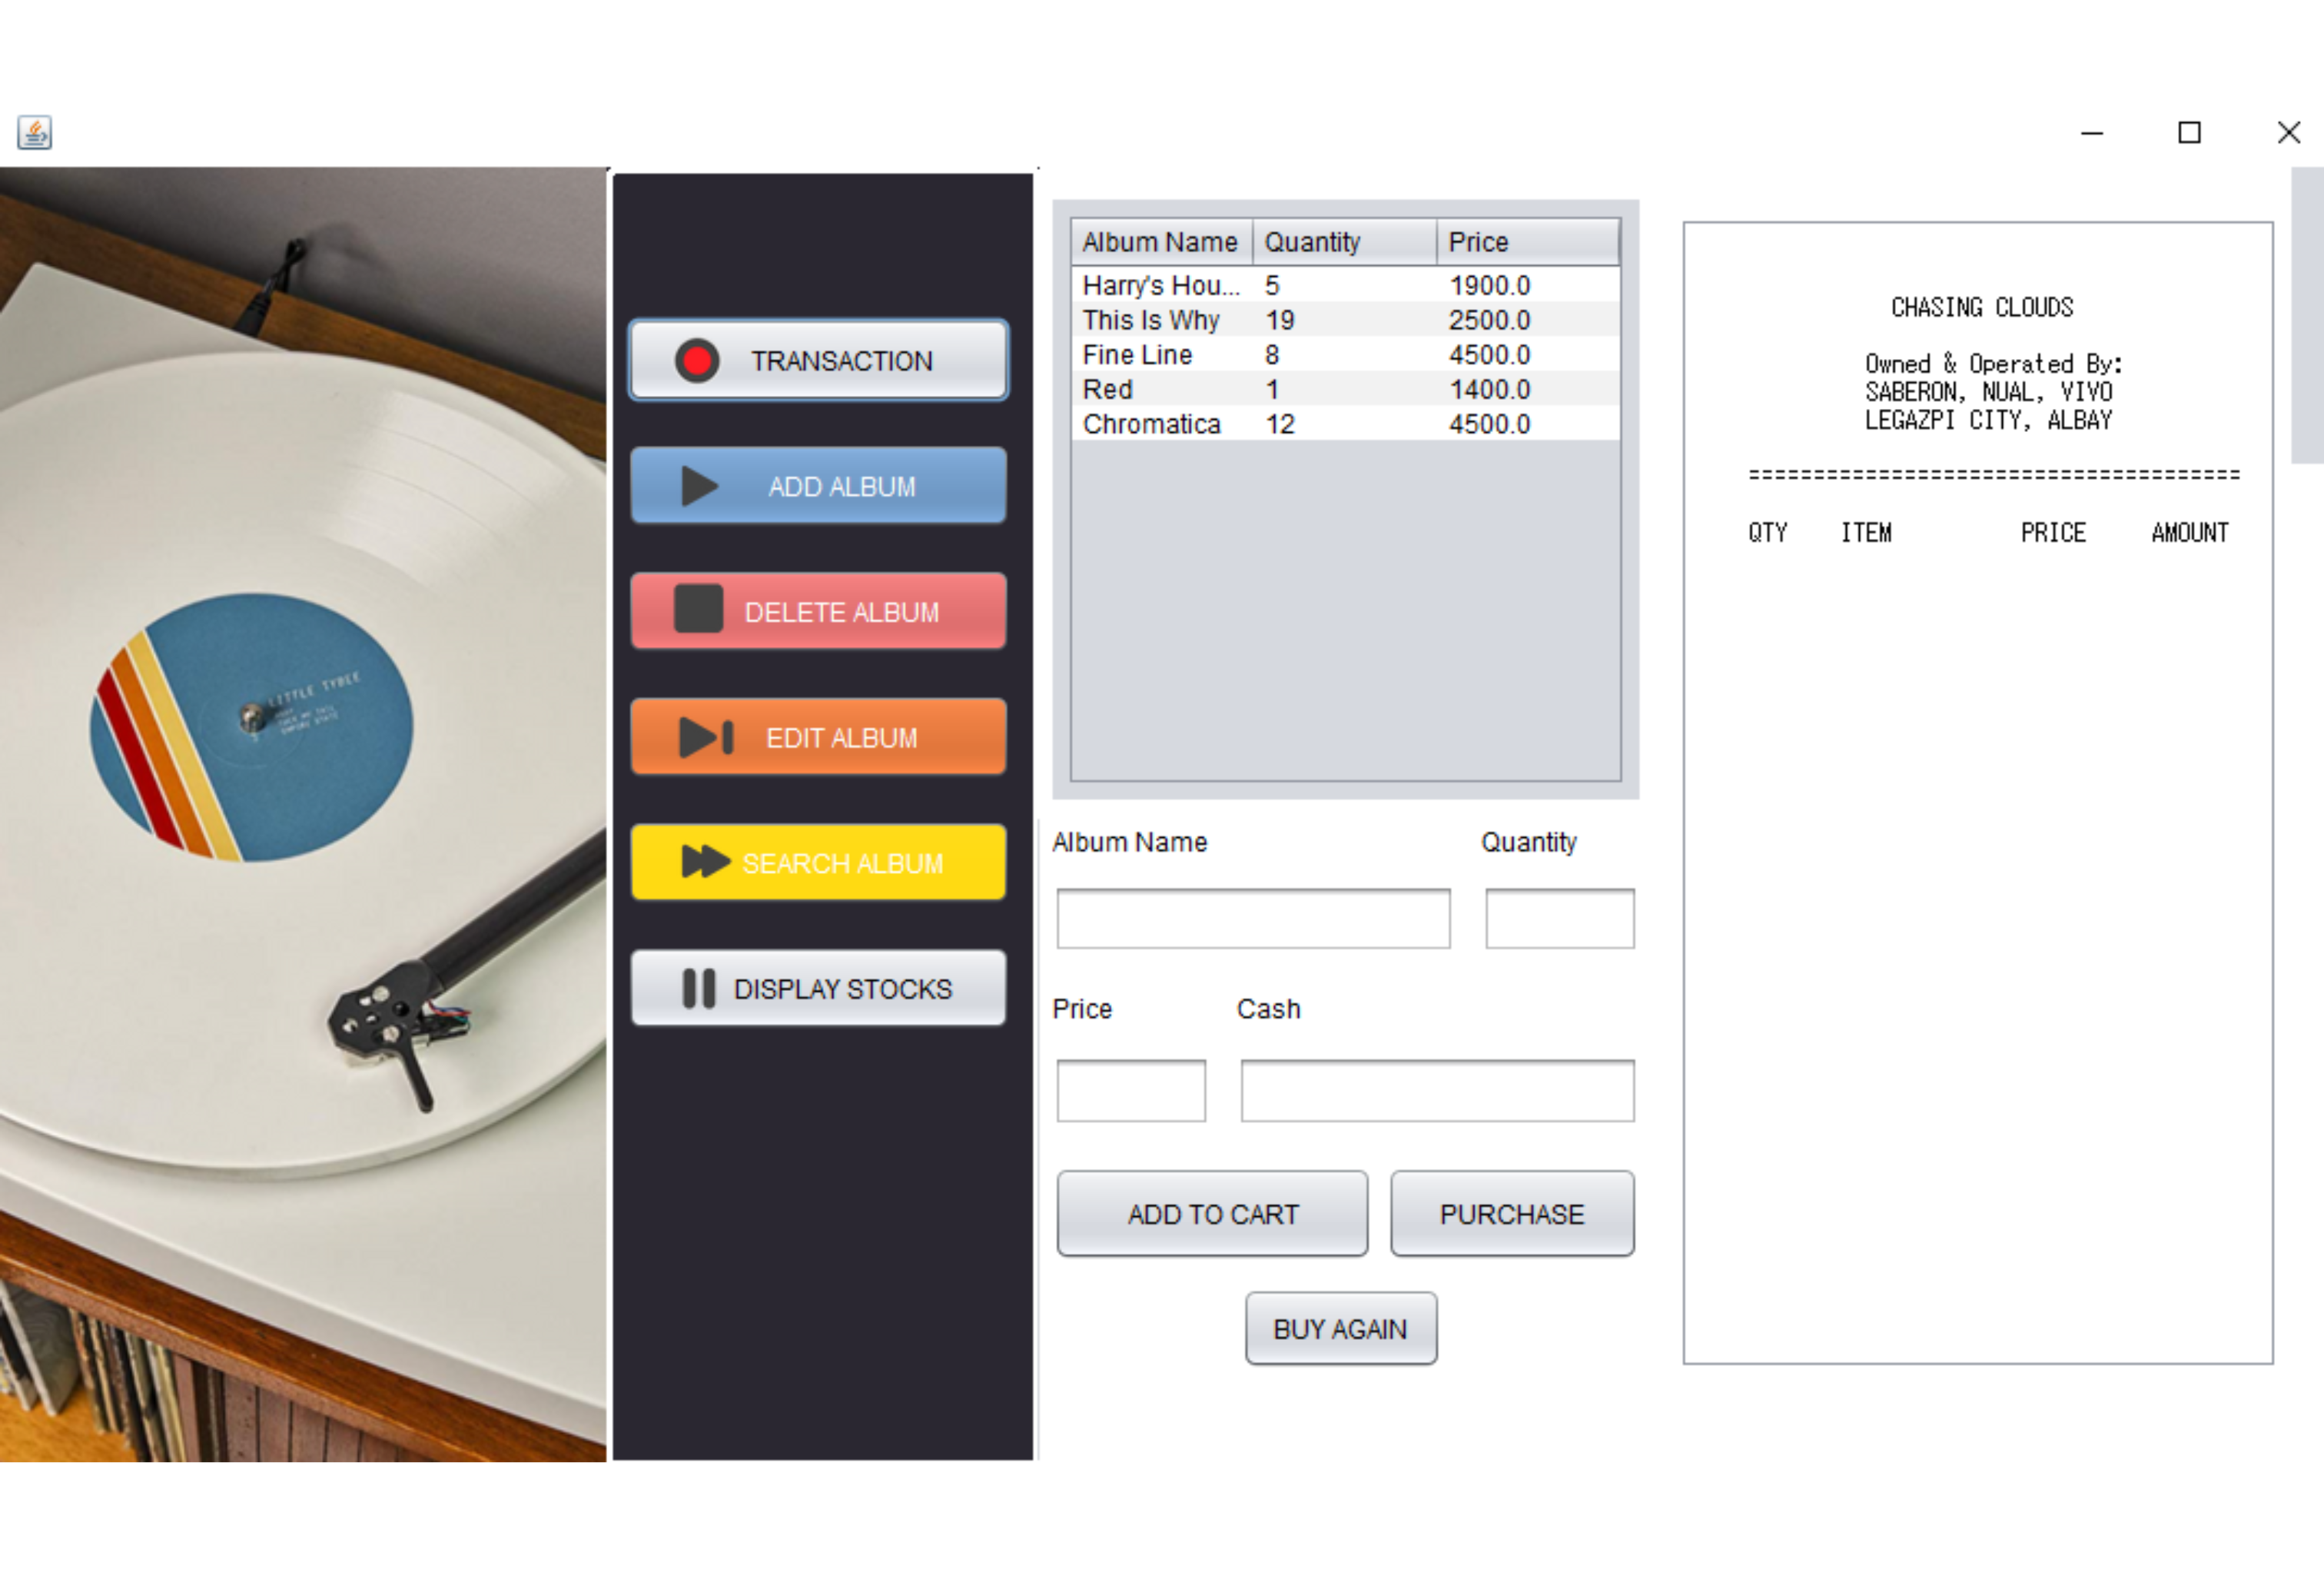 LITTLE TYBEE
TRANSACTION
ADD ALBUM
DELETE ALBUM
EDIT ALBUM
SEARCH ALBUM
DISPLAY STOCKS
Album Name Quantity Price
Harry's Hou... 5 1900.0
This Is Why 19 2500.0
Fine Line 8 4500.0
Red 1 1400.0
Chromatica 12 4500.0
Album Name Quantity
Price Cash
ADD TO CART PURCHASE
BUY AGAIN
CHASING CLOUDS
Owned & Operated By:
SABERON, NUAL, VIVO
LEGAZPI CITY, ALBAY
======================================
QTY ITEM PRICE AMOUNT